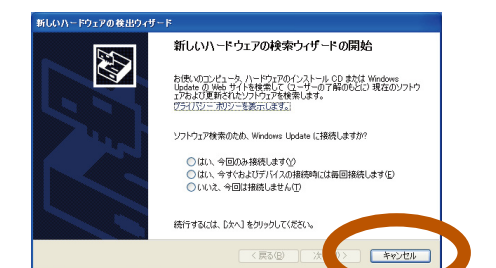 新しいハードウェアの検出ウィザード
新しいハードウェアの検索ウィザードの開始
お使いのコンピュータ、ハードウェアのインストール CD または Windows
Update の Web サイトを検索して (ユーザーの了解のもとに) 現在のソフトウ
ェアおよび更新されたソフトウェアを検索します。
プライバシー ポリシーを表示します。
ソフトウェア検索のため、Windows Update に接続しますか?
はい、今回のみ接続します(Y)
はい、今すぐおよびデバイスの接続時には毎回接続します(E)
いいえ、今回は接続しません(T)
続行するには、[次へ] をクリックしてください。
< 戻る(B)
キャンセル